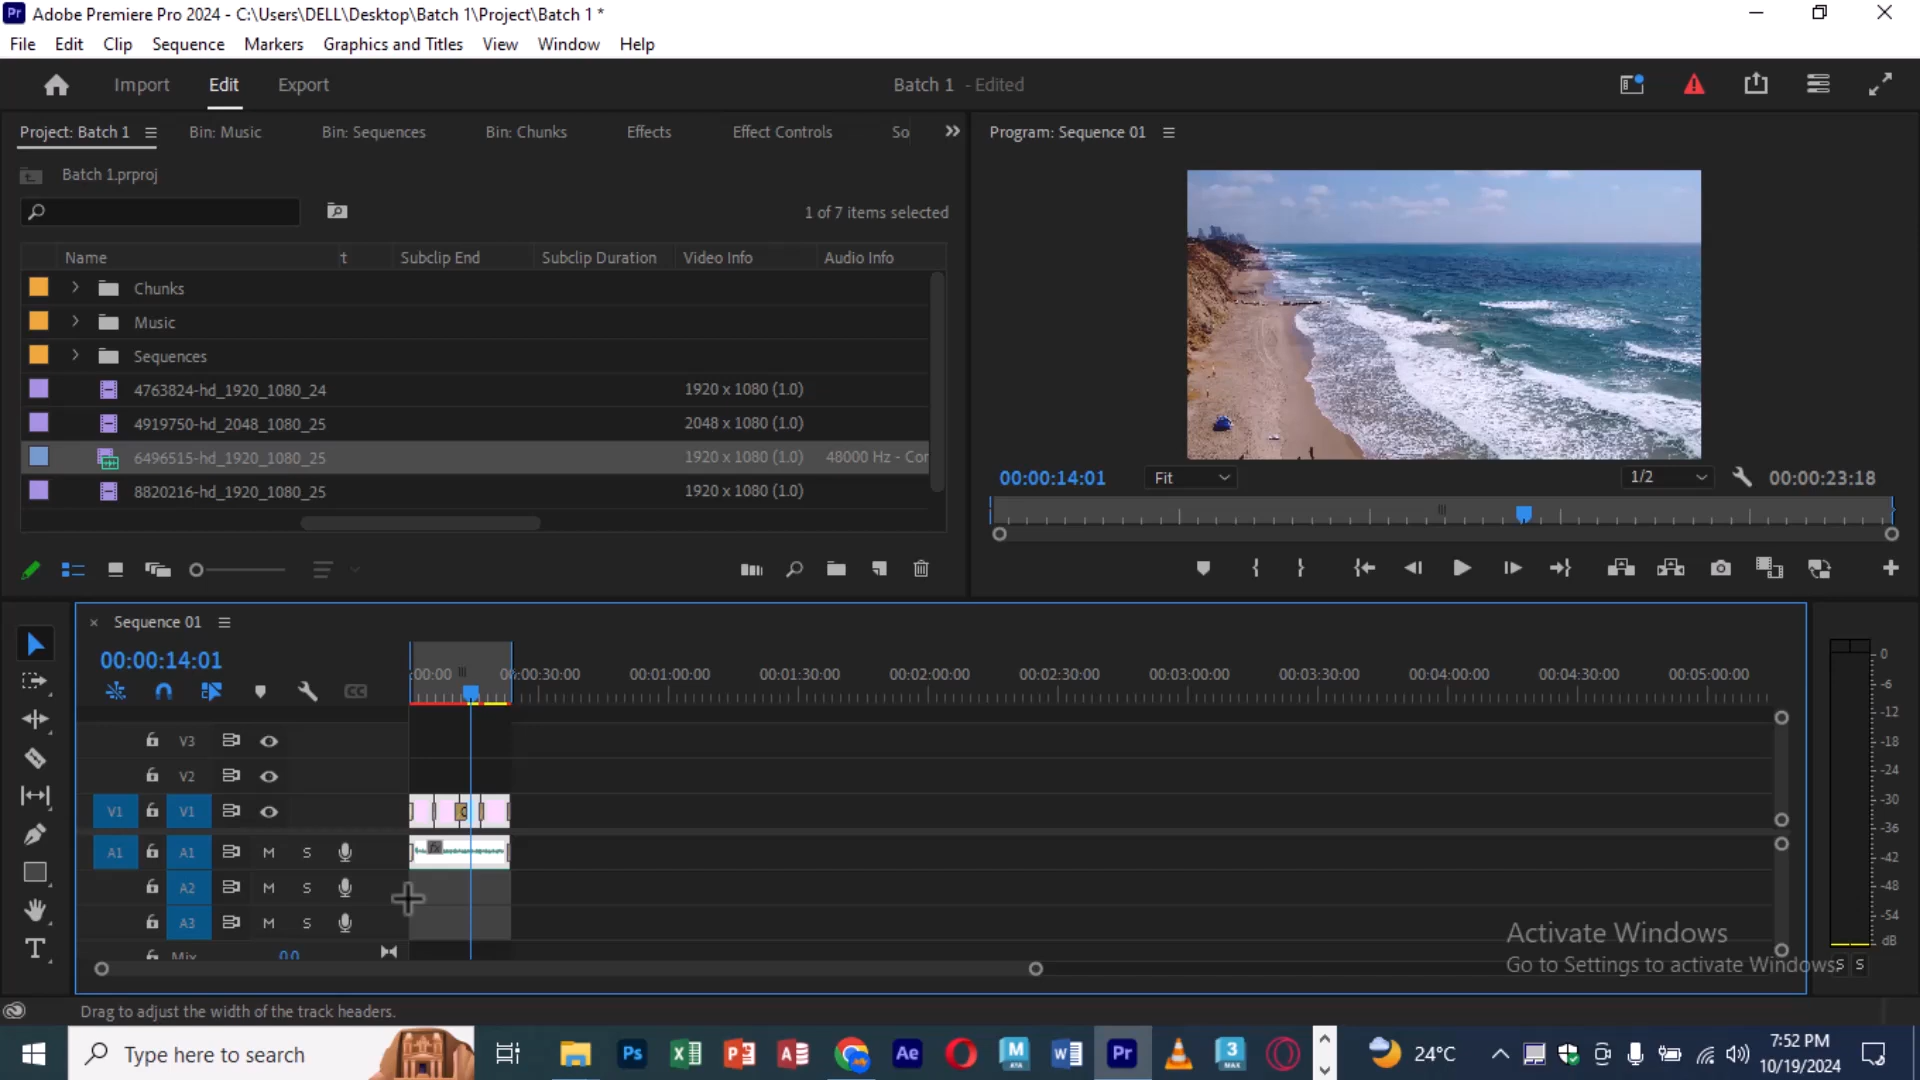 Adobe Premiere Pro 2024 - C:\Users\DELL\Desktop\Batch 1\Project\Batch 1 *
File Edit Clip Sequence Markers Graphics and Titles View Window Help
Import Edit Export
Batch 1 - Edited
Project: Batch 1 Bin: Music Bin: Sequences Bin: Chunks Effects Effect Controls So
Program: Sequence 01
Batch 1.prproj
1 of 7 items selected
Name t Subclip End Subclip Duration Video Info Audio Info
Chunks
Music
Sequences
4763824-hd_1920_1080_24 1920 x 1080 (1.0)
4919750-hd_2048_1080_25 2048 x 1080 (1.0)
6496515-hd_1920_1080_25 1920 x 1080 (1.0) 48000 Hz - Cor
8820216-hd_1920_1080_25 1920 x 1080 (1.0)
00:00:14:01 Fit 1/2 00:00:23:18
Sequence 01
00:00:14:01
:00:00 00:00:30:00 00:01:00:00 00:01:30:00 00:02:00:00 00:02:30:00 00:03:00:00 00:03:30:00 00:04:00:00 00:04:30:00 00:05:00:00
V3
V2
V1 V1
A1 A1 M S fx
A2 M S
A3 M S
Mix 0.0
0
-6
-12
-18
-24
-30
-36
-42
-48
-54
dB
S S
Activate Windows
Go to Settings to activate Windows.
Drag to adjust the width of the track headers.
Type here to search
24°C
7:52 PM
10/19/2024